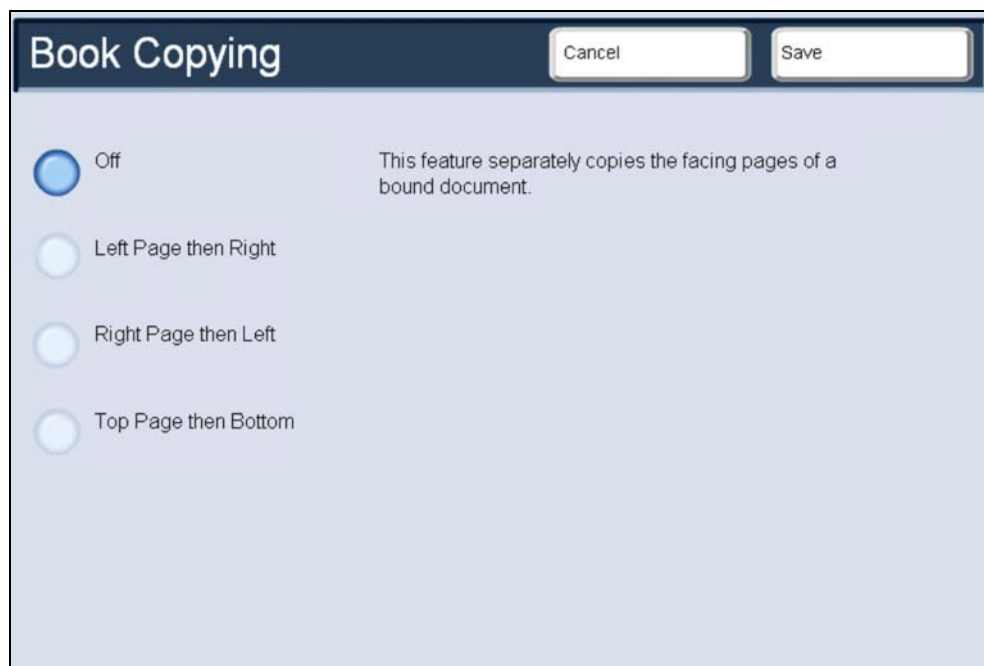 Book Copying
Cancel
Save
Off
This feature separately copies the facing pages of a
bound document.
Left Page then Right
Right Page then Left
Top Page then Bottom